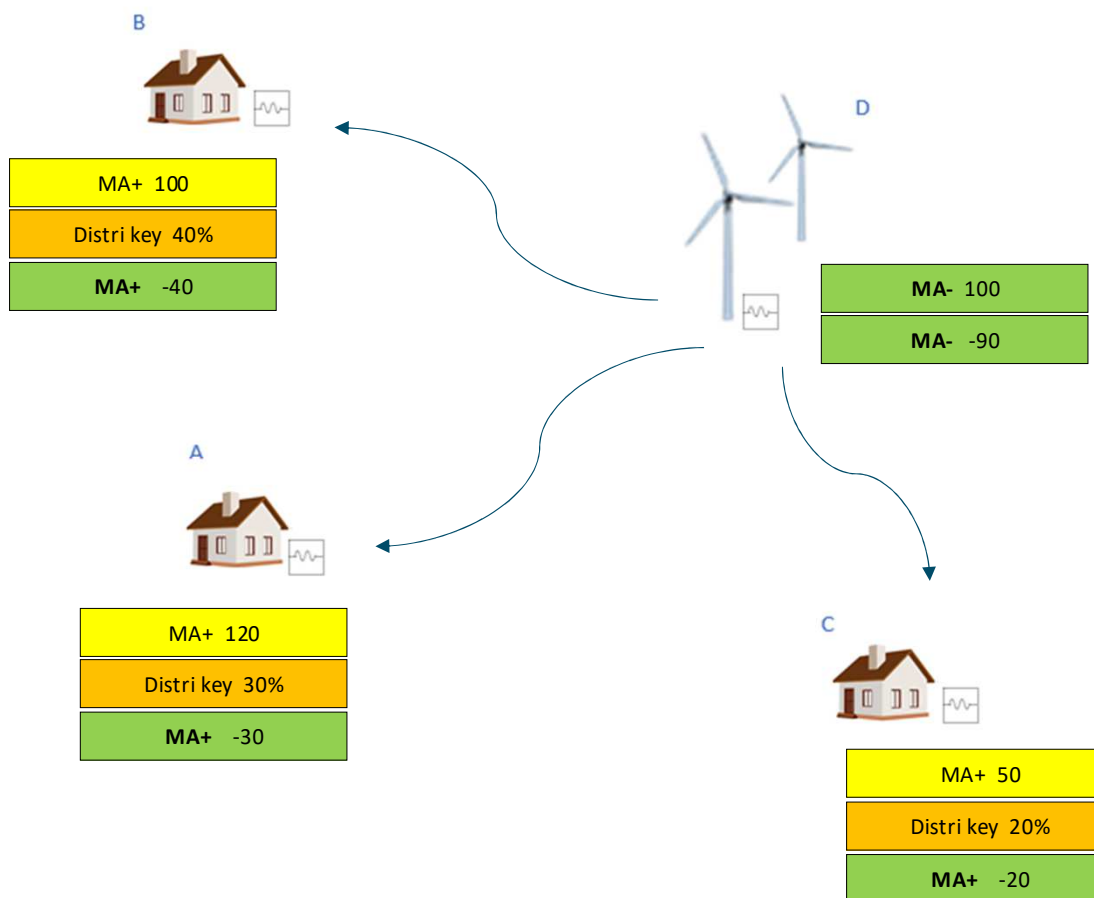 B
MA+ 100
Distri key 40%
MA+ -40
D
MA- 100
MA- -90
A
MA+ 120
Distri key 30%
MA+ -30
C
MA+ 50
Distri key 20%
MA+ -20